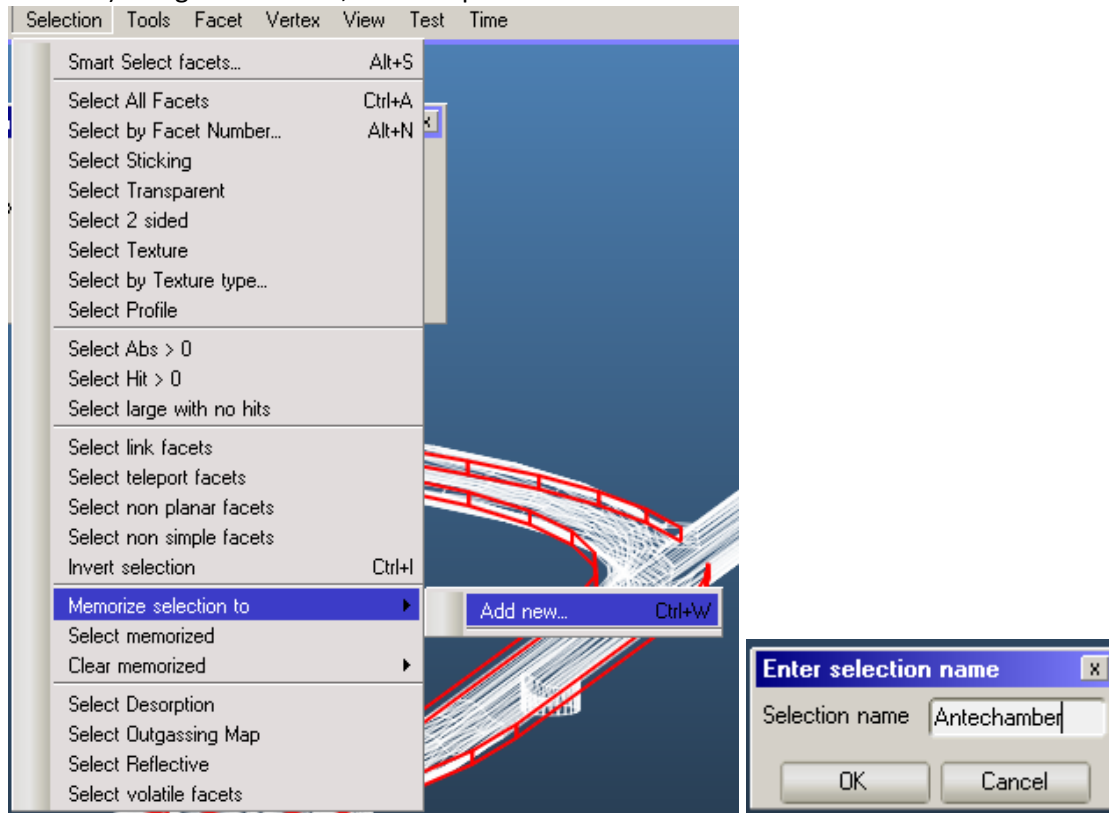 Selection Tools Facet Vertex View Test Time
Smart Select facets... Alt+S
Select All Facets Ctrl+A
Select by Facet Number... Alt+N
Select Sticking
Select Transparent
Select 2 sided
Select Texture
Select by Texture type...
Select Profile
Select Abs > 0
Select Hit > 0
Select large with no hits
Select link facets
Select teleport facets
Select non planar facets
Select non simple facets
Invert selection Ctrl+I
Memorize selection to
Add new... Ctrl+W
Select memorized
Clear memorized
Select Desorption
Select Outgassing Map
Select Reflective
Select volatile facets
Enter selection name x
Selection name Antechamber
OK Cancel